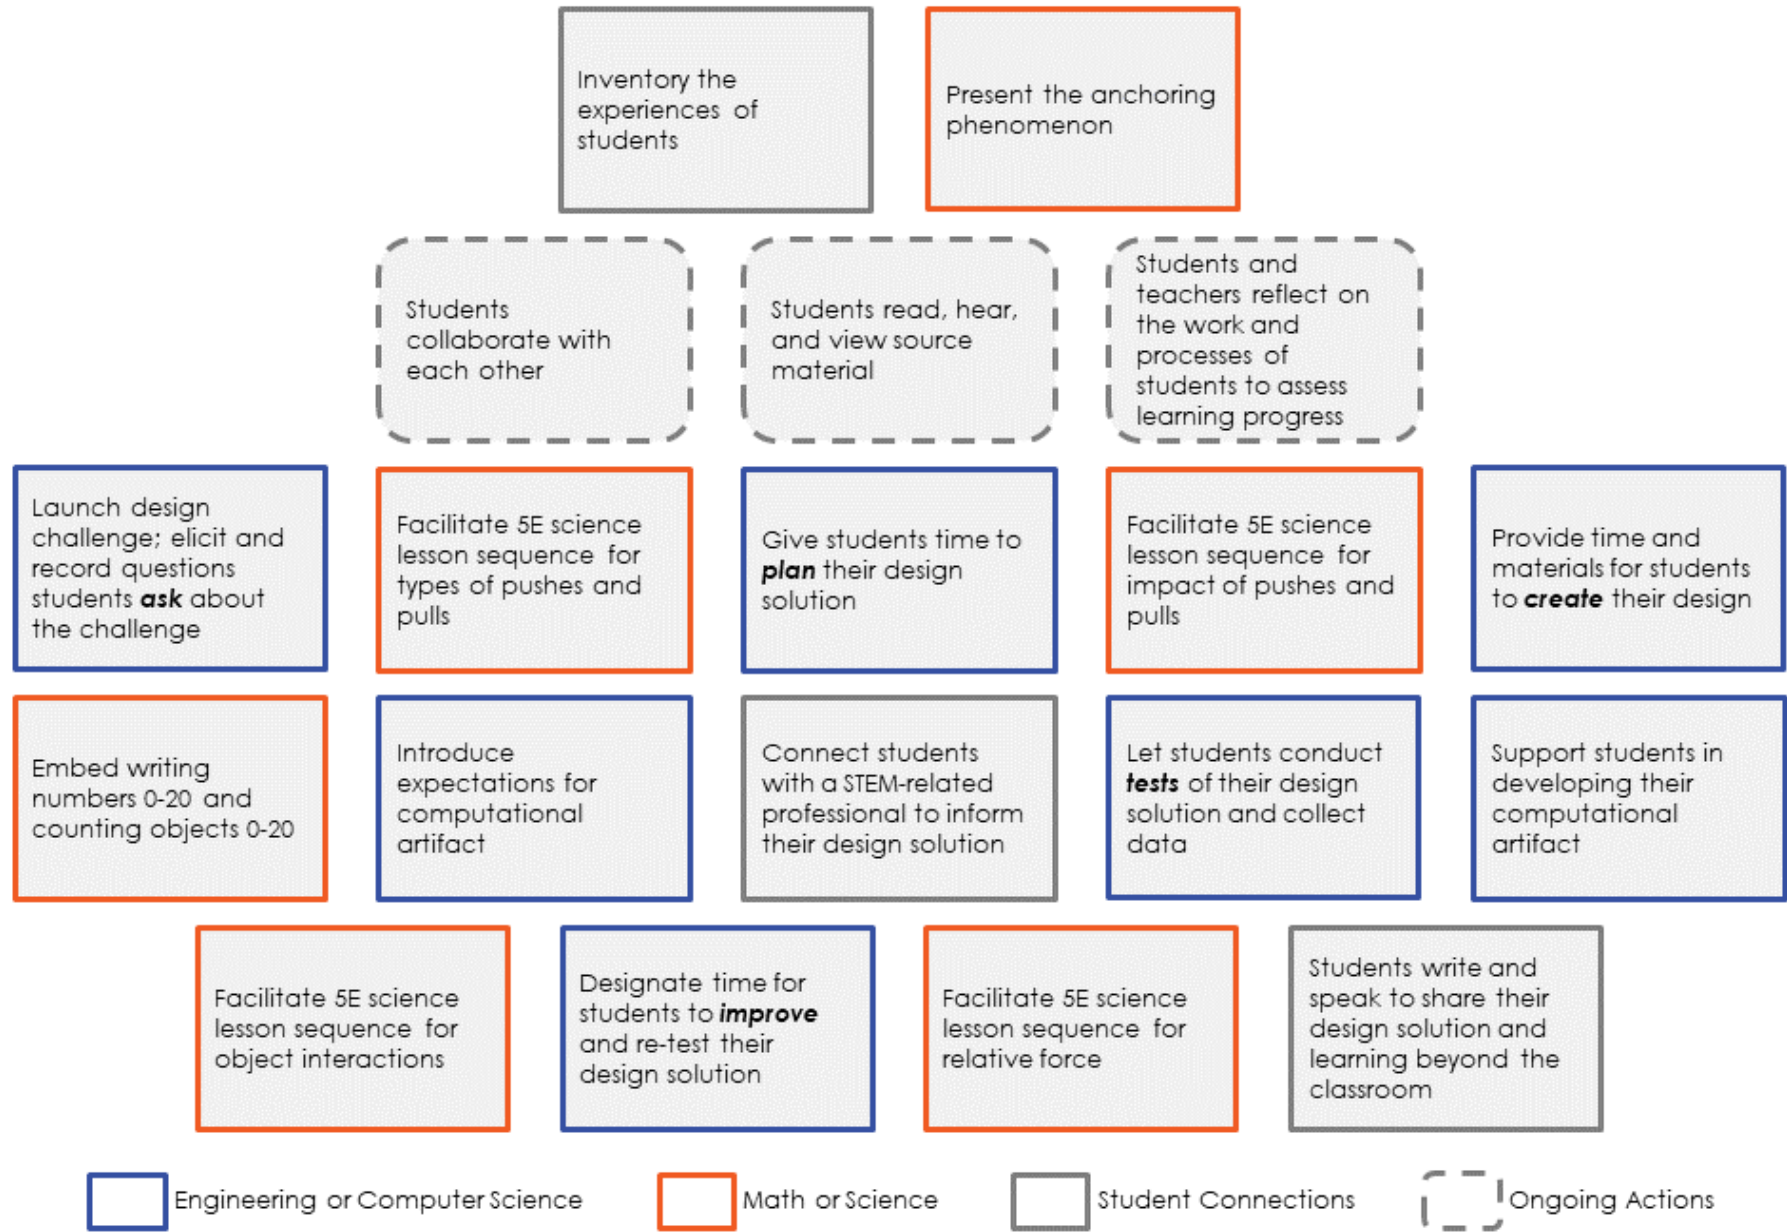 Inventory the
experiences of
students
Present the anchoring
phenomenon
Students
collaborate with
each other
Students read, hear,
and view source
material
Students and
teachers reflect on
the work and
processes of
students to assess
learning progress
Launch design
challenge; elicit and
record questions
students ask about
the challenge
Facilitate 5E science
lesson sequence for
types of pushes and
pulls
Give students time to
plan their design
solution
Facilitate 5E science
lesson sequence for
impact of pushes and
pulls
Provide time and
materials for students
to create their design
Embed writing
numbers 0-20 and
counting objects 0-20
Introduce
expectations for
computational
artifact
Connect students
with a STEM-related
professional to inform
their design solution
Let students conduct
tests of their design
solution and collect
data
Support students in
developing their
computational
artifact
Facilitate 5E science
lesson sequence for
object interactions
Designate time for
students to improve
and re-test their
design solution
Facilitate 5E science
lesson sequence for
relative force
Students write and
speak to share their
design solution and
learning beyond the
classroom
Engineering or Computer Science
Math or Science
Student Connections
Ongoing Actions